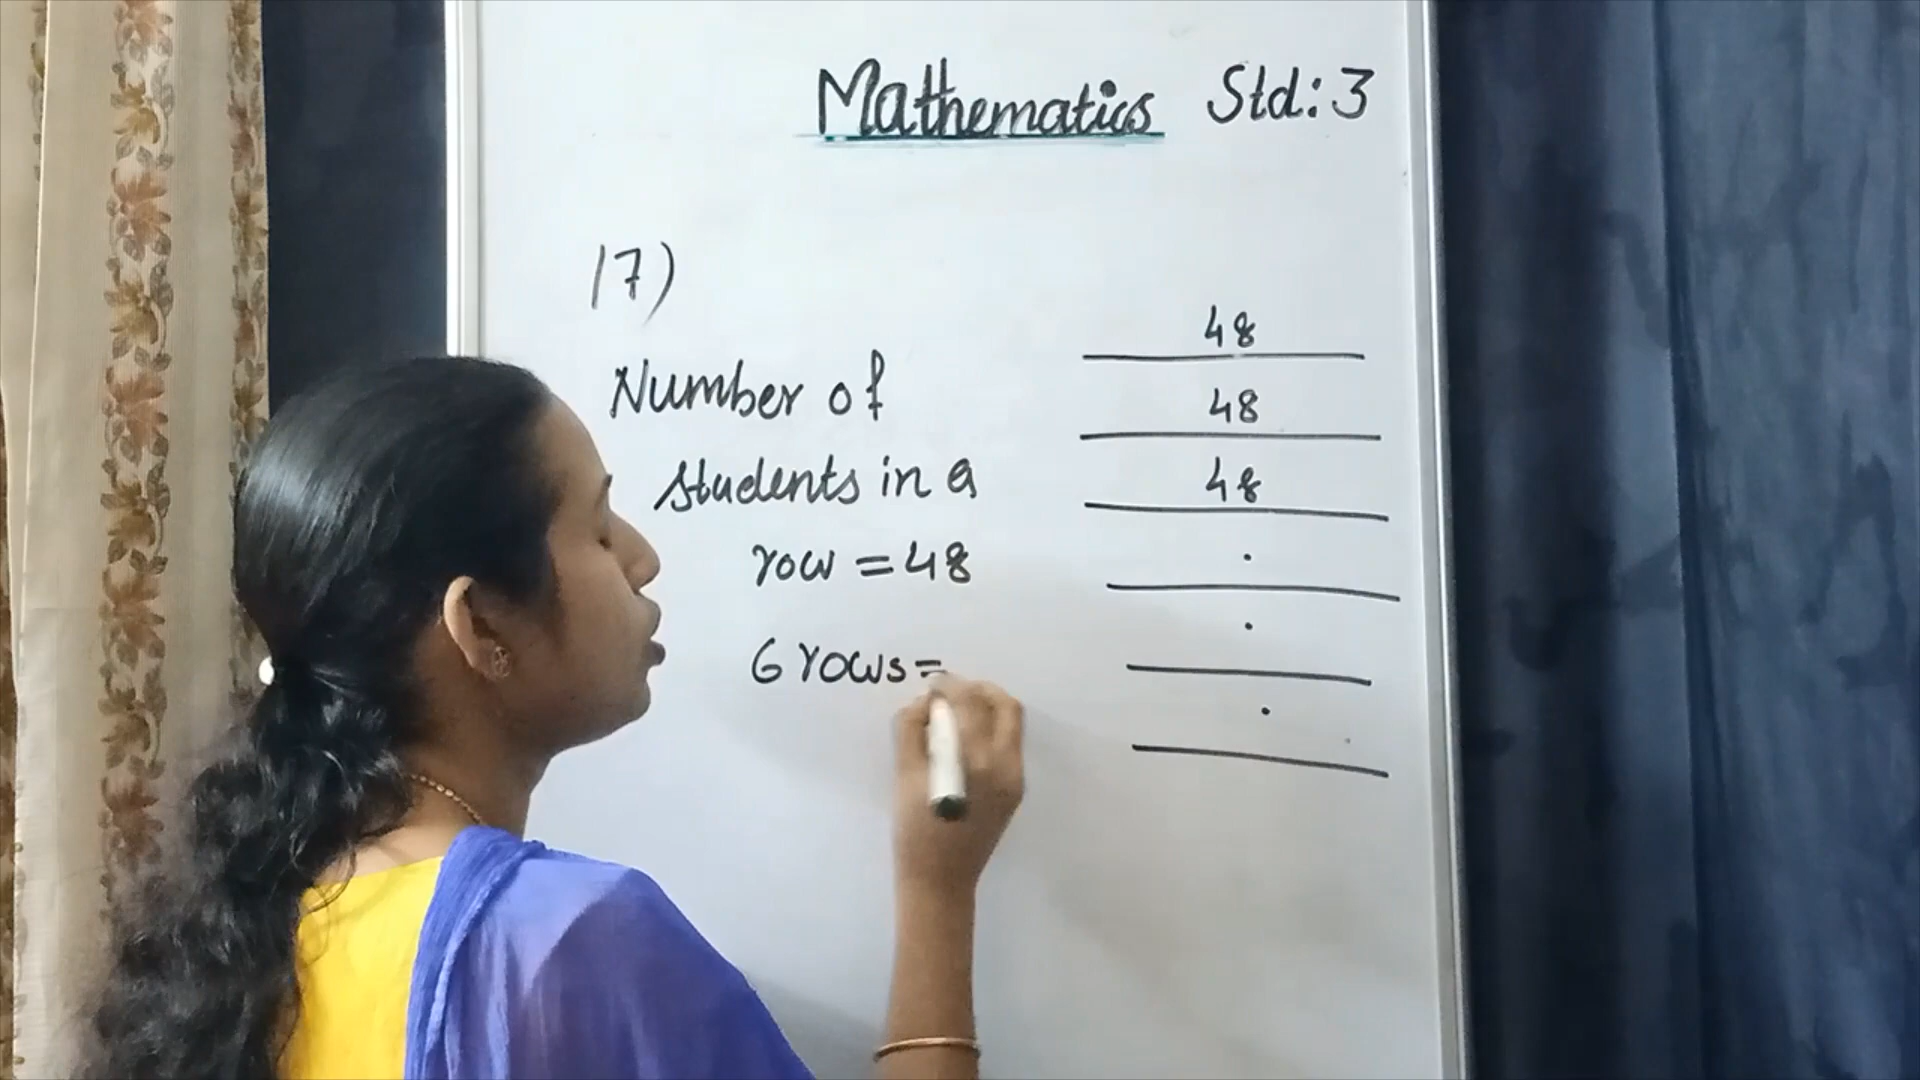 Mathematics Std: 3
17)
Number of
students in a
row = 48
6 rows =
48
48
48
.
.
.